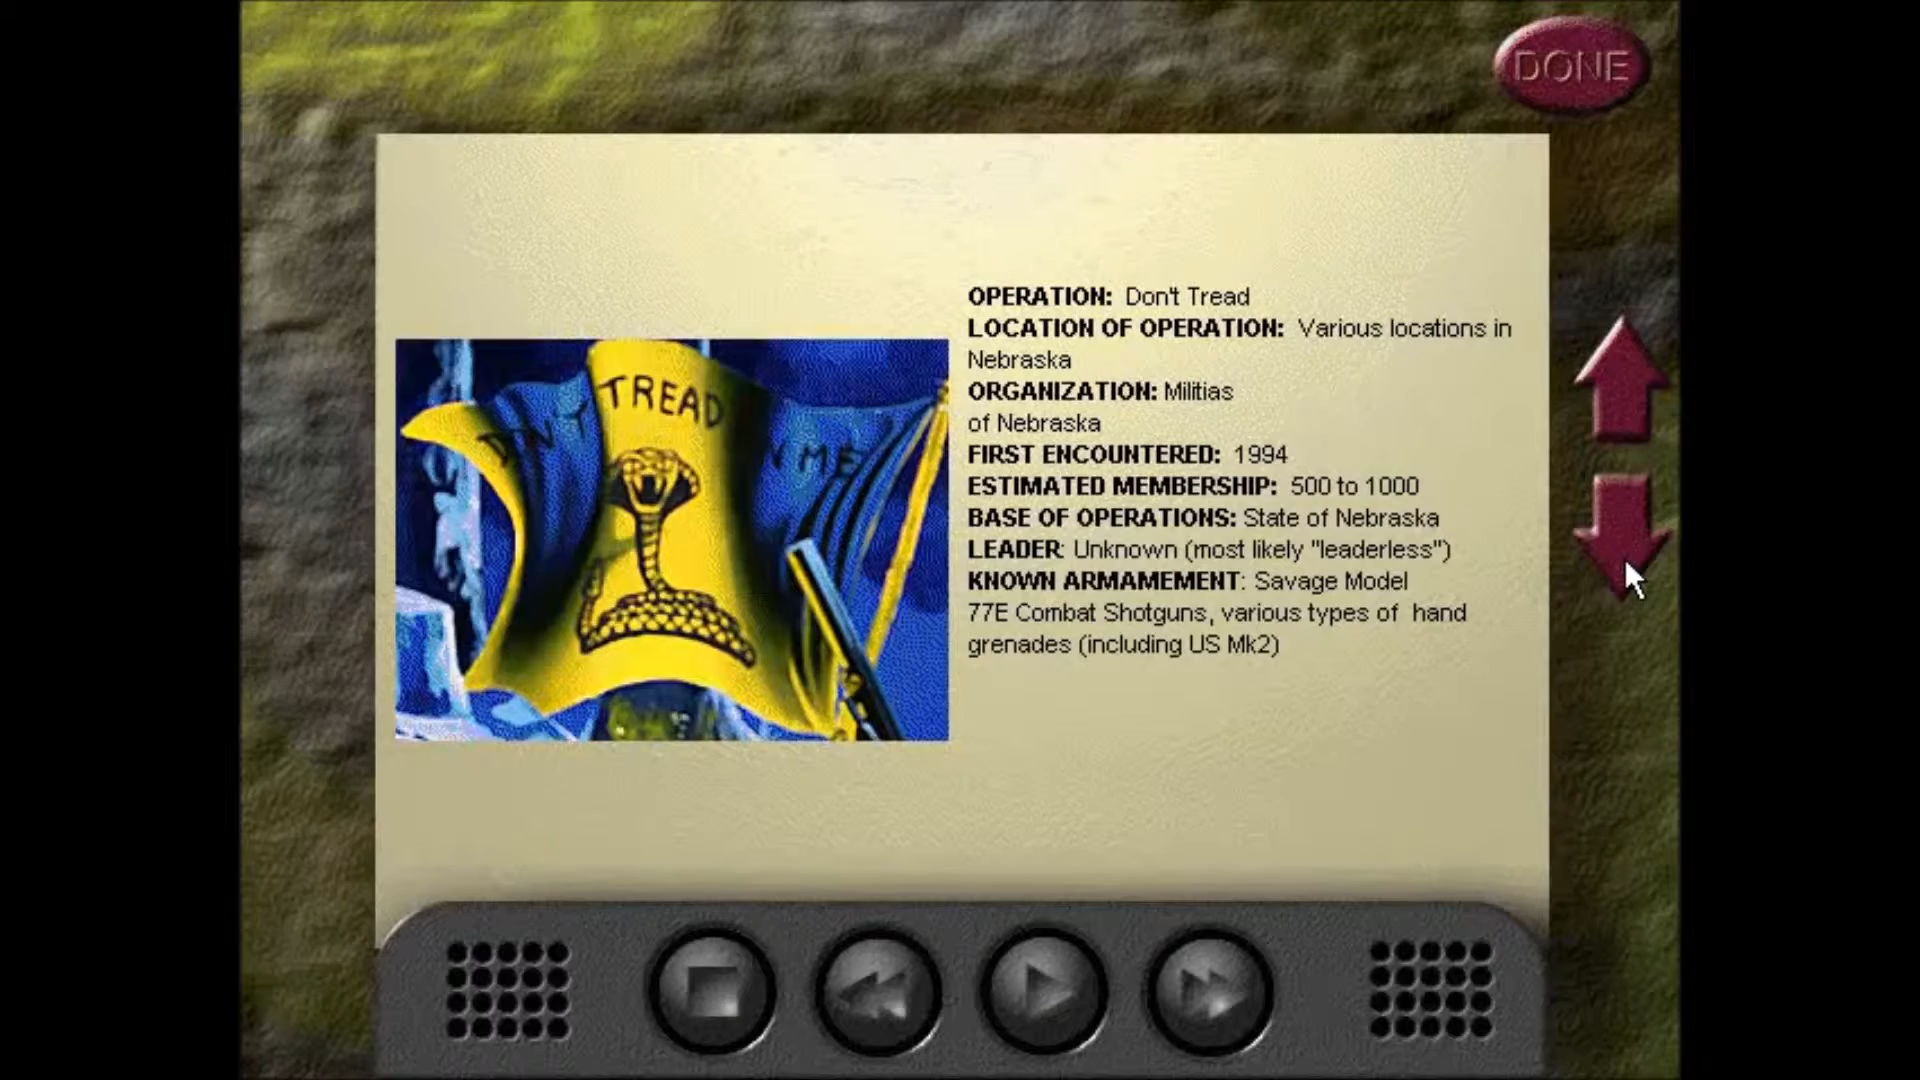 DONE
OPERATION: Don't Tread
LOCATION OF OPERATION: Various locations in
Nebraska
ORGANIZATION: Militias
of Nebraska
FIRST ENCOUNTERED: 1994
ESTIMATED MEMBERSHIP: 500 to 1000
BASE OF OPERATIONS: State of Nebraska
LEADER: Unknown (most likely "leaderless")
KNOWN ARMAMEMENT: Savage Model
77E Combat Shotguns, various types of hand
grenades (including US Mk2)
D'NT TREAD N ME